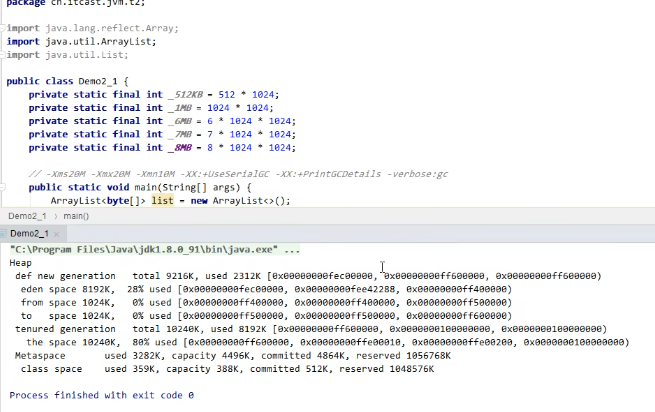 package cn.itcast.jvm.t2;
import java.lang.reflect.Array;
import java.util.ArrayList;
import java.util.List;
public class Demo2_1 {
    private static final int _512KB = 512 * 1024;
    private static final int _1MB = 1024 * 1024;
    private static final int _6MB = 6 * 1024 * 1024;
    private static final int _7MB = 7 * 1024 * 1024;
    private static final int _8MB = 8 * 1024 * 1024;
    // -Xms20M -Xmx20M -Xmn10M -XX:+UseSerialGC -XX:+PrintGCDetails -verbose:gc
    public static void main(String[] args) {
        ArrayList<byte[]> list = new ArrayList<>();
Demo2_1 > main()
Demo2_1 ×
"C:\Program Files\Java\jdk1.8.0_91\bin\java.exe" ...
Heap
 def new generation   total 9216K, used 2312K [0x00000000fec00000, 0x00000000ff600000, 0x00000000ff600000)
  eden space 8192K,  28% used [0x00000000fec00000, 0x00000000fee42288, 0x00000000ff400000)
  from space 1024K,   0% used [0x00000000ff400000, 0x00000000ff400000, 0x00000000ff500000)
  to   space 1024K,   0% used [0x00000000ff500000, 0x00000000ff500000, 0x00000000ff600000)
 tenured generation   total 10240K, used 8192K [0x00000000ff600000, 0x0000000100000000, 0x0000000100000000)
   the space 10240K,  80% used [0x00000000ff600000, 0x00000000ffe00010, 0x00000000ffe00200, 0x0000000100000000)
 Metaspace       used 3282K, capacity 4496K, committed 4864K, reserved 1056768K
  class space    used 359K, capacity 388K, committed 512K, reserved 1048576K
Process finished with exit code 0